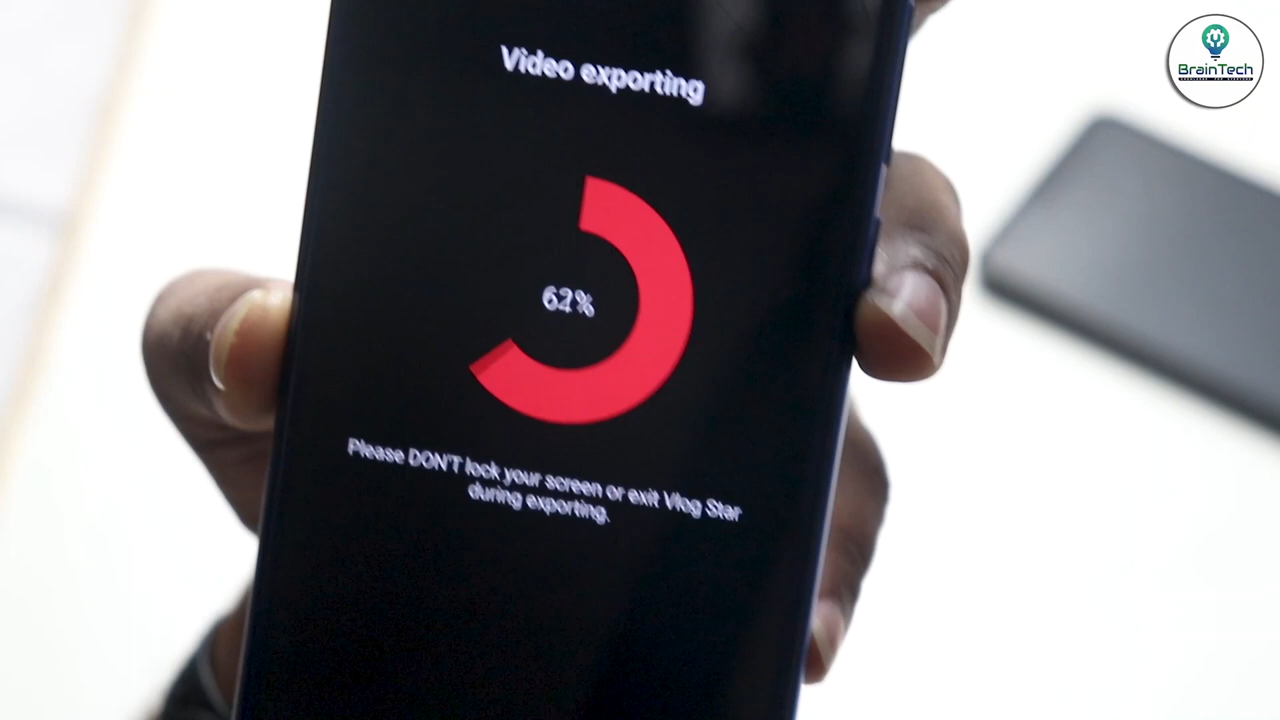 BrainTech
Video exporting
62%
Please DON'T lock your screen or exit Vlog Star
during exporting.